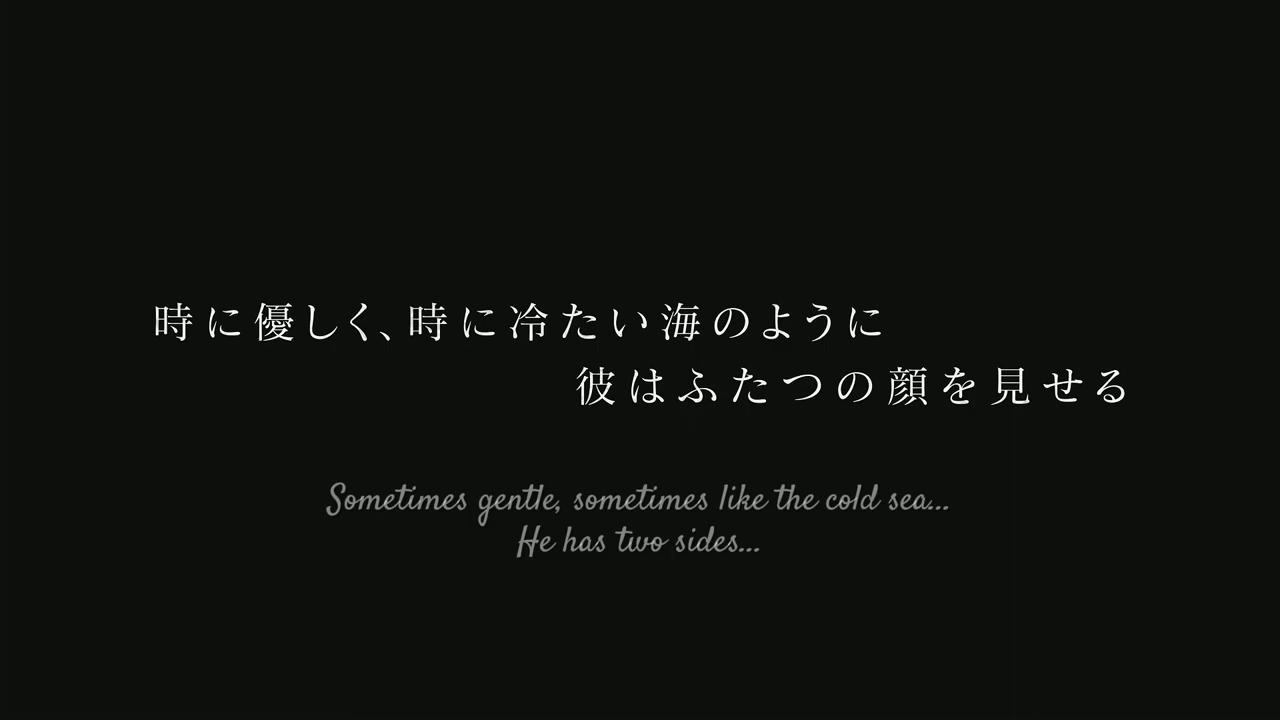 時に優しく、時に冷たい海のように
彼はふたつの顔を見せる
Sometimes gentle, sometimes like the cold sea...
He has two sides...